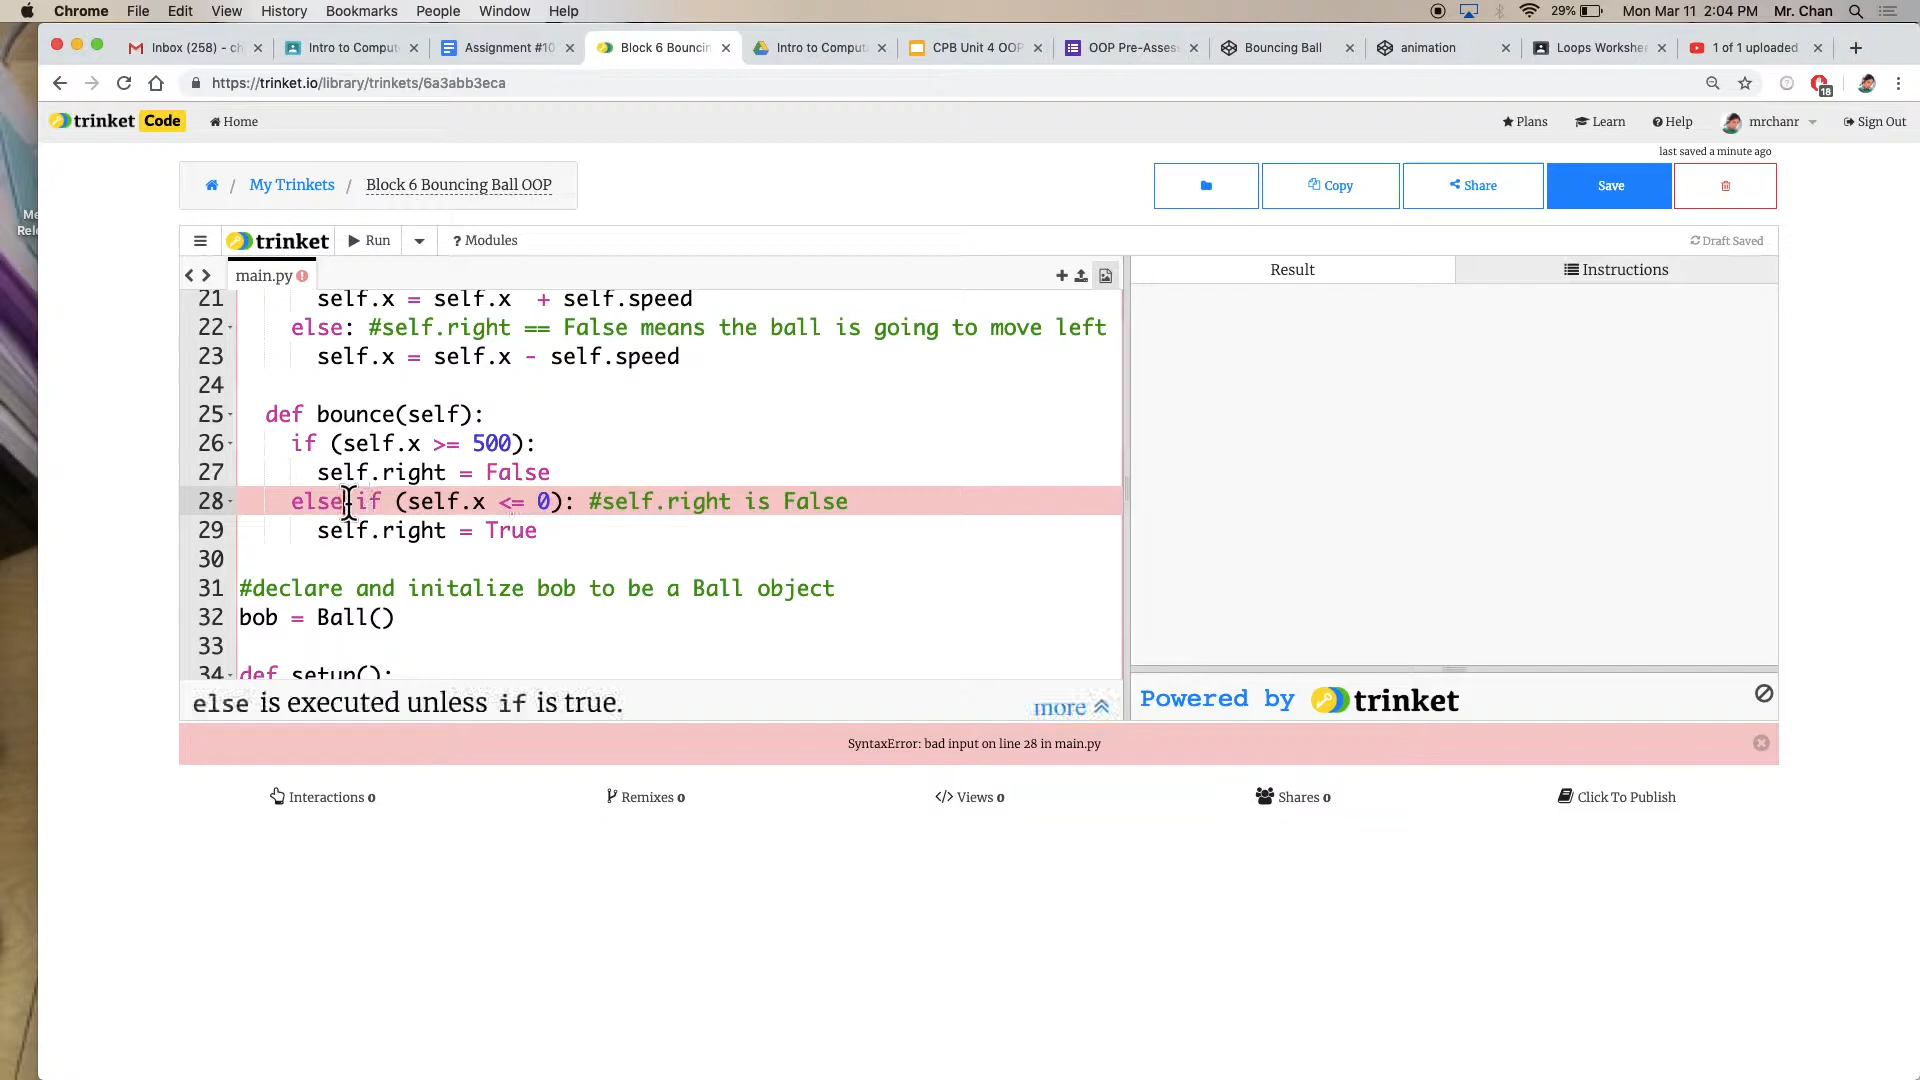 Chrome File Edit View History Bookmarks People Window Help 29% Mon Mar 11 2:04 PM Mr. Chan
Inbox (258) - ch Intro to Comput Assignment #10 Block 6 Bouncin Intro to Comput CPB Unit 4 OOP OOP Pre-Assess Bouncing Ball animation Loops Workshee 1 of 1 uploaded
https://trinket.io/library/trinkets/6a3abb3eca 18
trinket Code Home Plans Learn Help mrchanr Sign Out
last saved a minute ago
/ My Trinkets / Block 6 Bouncing Ball OOP Copy Share Save
Me
Rele
trinket Run ? Modules Draft Saved
main.py Result Instructions
21 self.x = self.x + self.speed
22 else: #self.right == False means the ball is going to move left
23 self.x = self.x - self.speed
24
25 def bounce(self):
26 if (self.x >= 500):
27 self.right = False
28 else if (self.x <= 0): #self.right is False
29 self.right = True
30
31 #declare and initalize bob to be a Ball object
32 bob = Ball()
33
34 def setup():
else is executed unless if is true. more
Powered by trinket
SyntaxError: bad input on line 28 in main.py
Interactions 0 Remixes 0 Views 0 Shares 0 Click To Publish